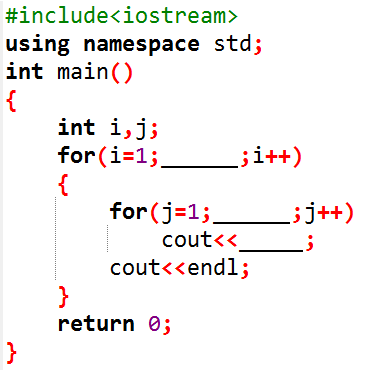 #include<iostream>
using namespace std;
int main()
{
    int i,j;
    for(i=1;______;i++)
    {
        for(j=1;______;j++)
            cout<<_____;
        cout<<endl;
    }
    return 0;
}